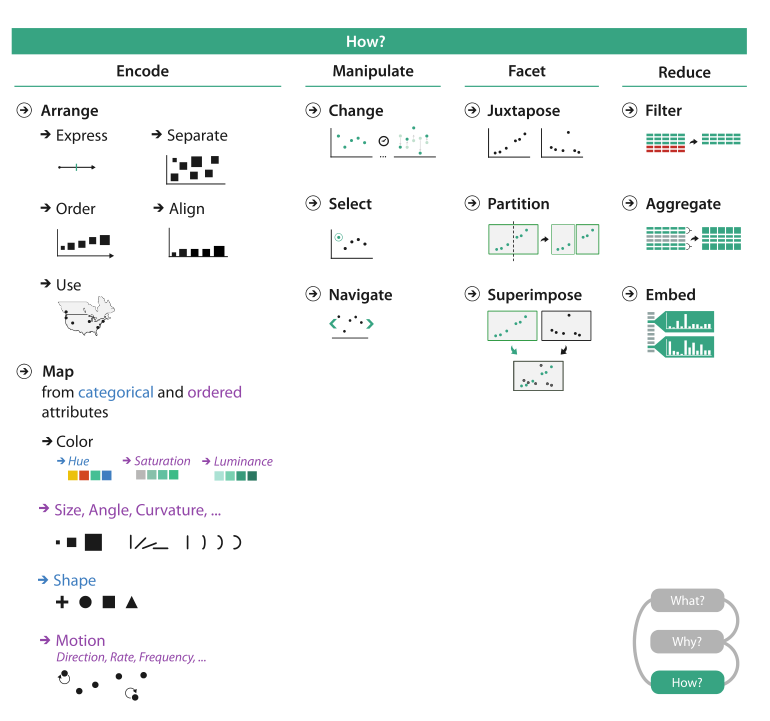 How?
Encode
Manipulate
Facet
Reduce
Arrange
Express
Separate
Order
Align
Use
Map
from categorical and ordered
attributes
Color
Hue
Saturation
Luminance
Size, Angle, Curvature, ...
Shape
Motion
Direction, Rate, Frequency, ...
Change
...
Select
Navigate
Juxtapose
Partition
Superimpose
Filter
Aggregate
Embed
What?
Why?
How?